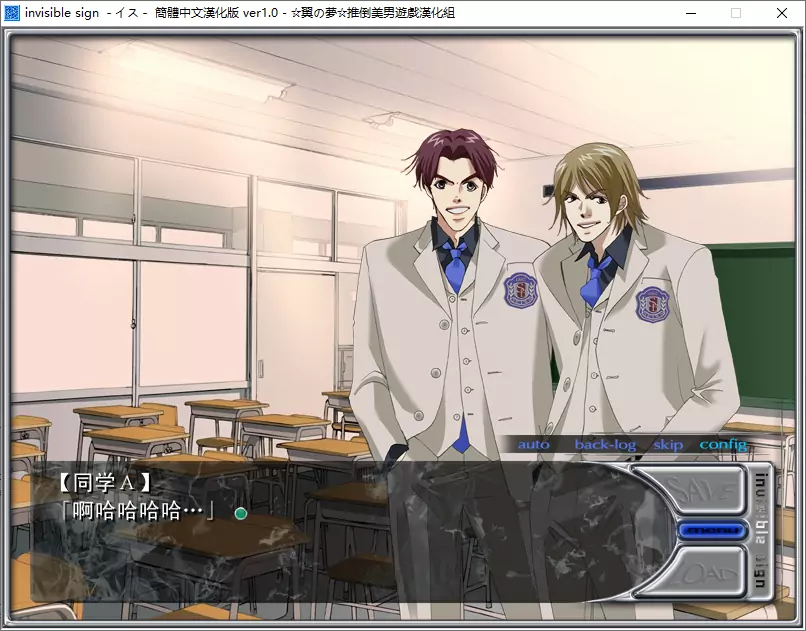 invisible sign -イス- 簡體中文漢化版 ver1.0 - ☆翼の夢☆推倒美男遊戲漢化組
auto back-log skip config
【同学A】
「啊哈哈哈哈…」
SAVE
menu
LOAD
invisible sign